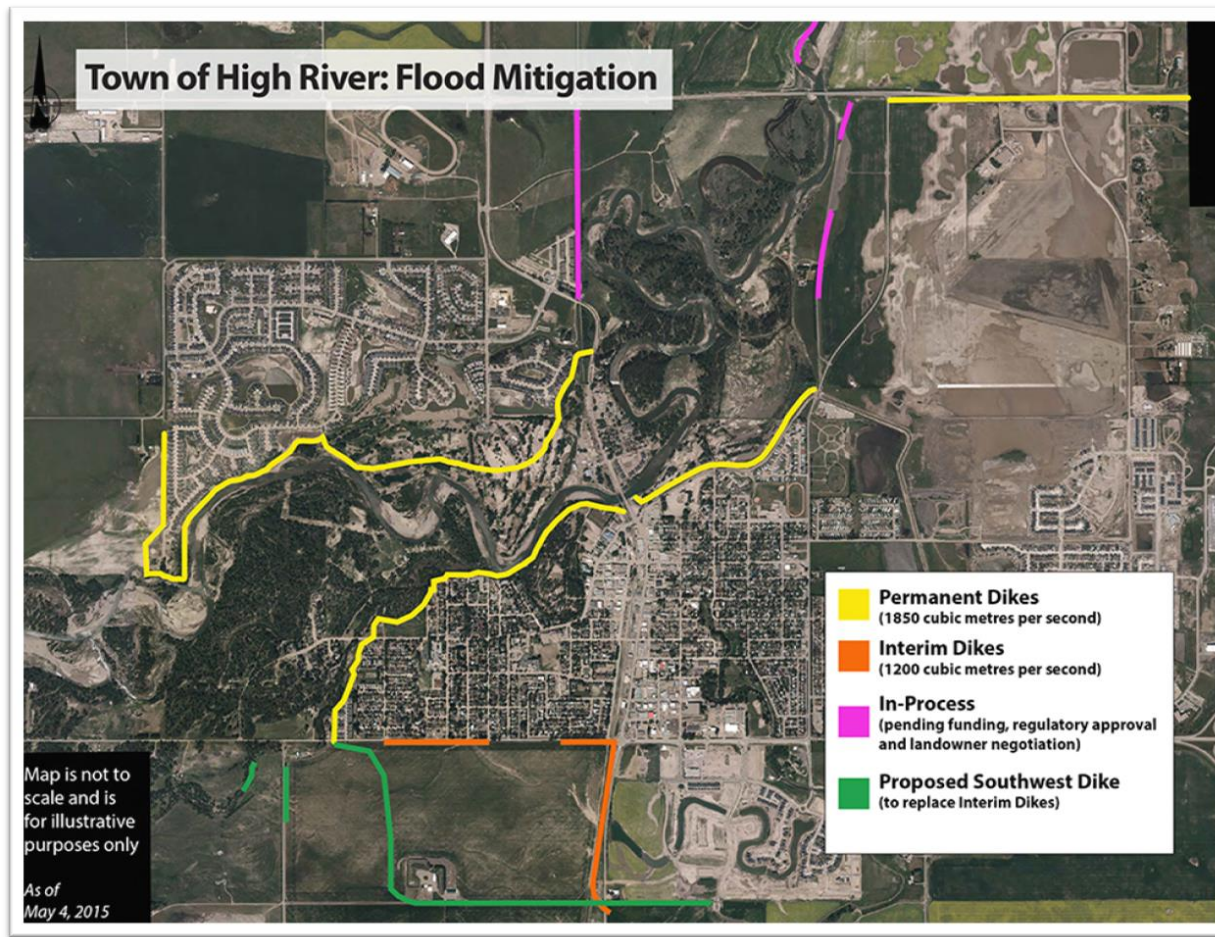 Town of High River: Flood Mitigation
N
Permanent Dikes
(1850 cubic metres per second)
Interim Dikes
(1200 cubic metres per second)
In-Process
(pending funding, regulatory approval
and landowner negotiation)
Proposed Southwest Dike
(to replace Interim Dikes)
Map is not to
scale and is
for illustrative
purposes only
As of
May 4, 2015